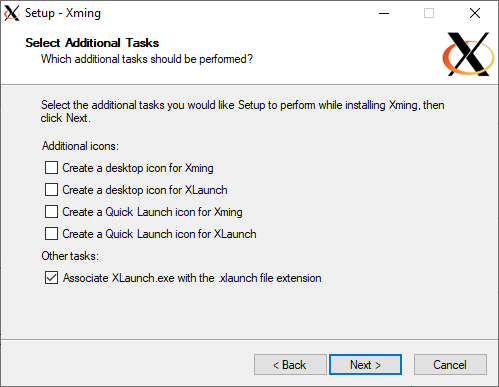 Setup - Xming
Select Additional Tasks
Which additional tasks should be performed?
Select the additional tasks you would like Setup to perform while installing Xming, then
click Next.
Additional icons:
Create a desktop icon for Xming
Create a desktop icon for XLaunch
Create a Quick Launch icon for Xming
Create a Quick Launch icon for XLaunch
Other tasks:
Associate XLaunch.exe with the .xlaunch file extension
< Back Next > Cancel